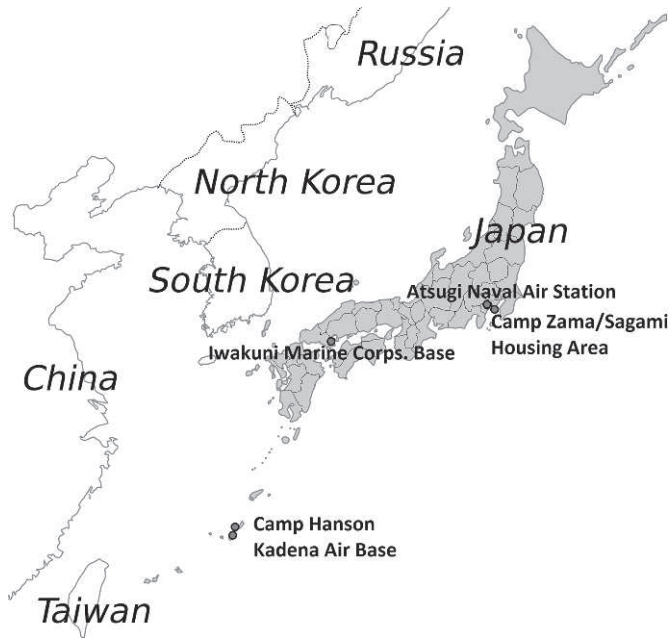 Russia
North Korea
Japan
South Korea
Atsugi Naval Air Station
Camp Zama/Sagami
Housing Area
Iwakuni Marine Corps. Base
China
Camp Hanson
Kadena Air Base
Taiwan